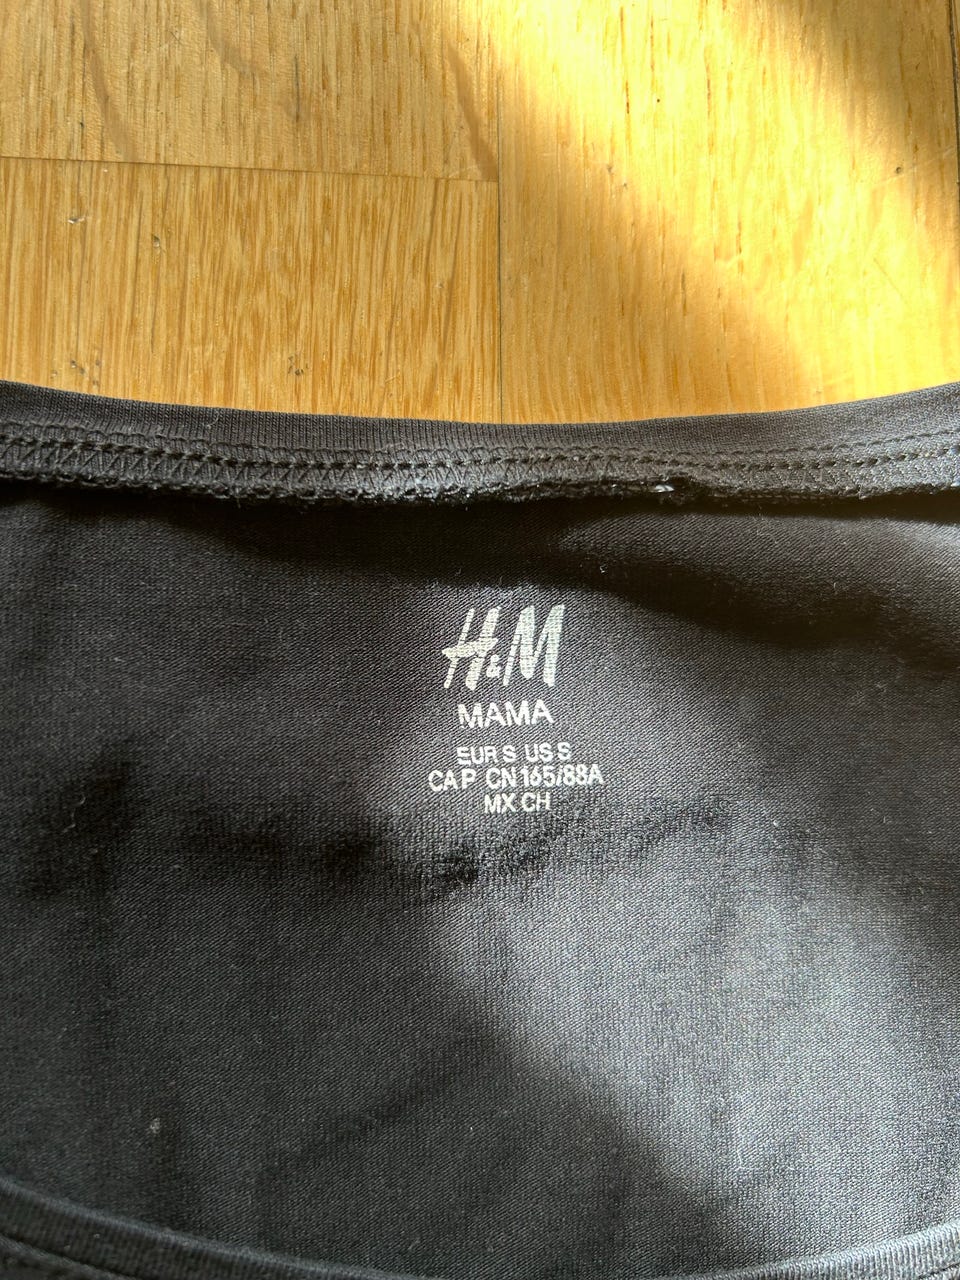 H&M
MAMA
EUR S US S
CA P CN 165/88A
MX CH